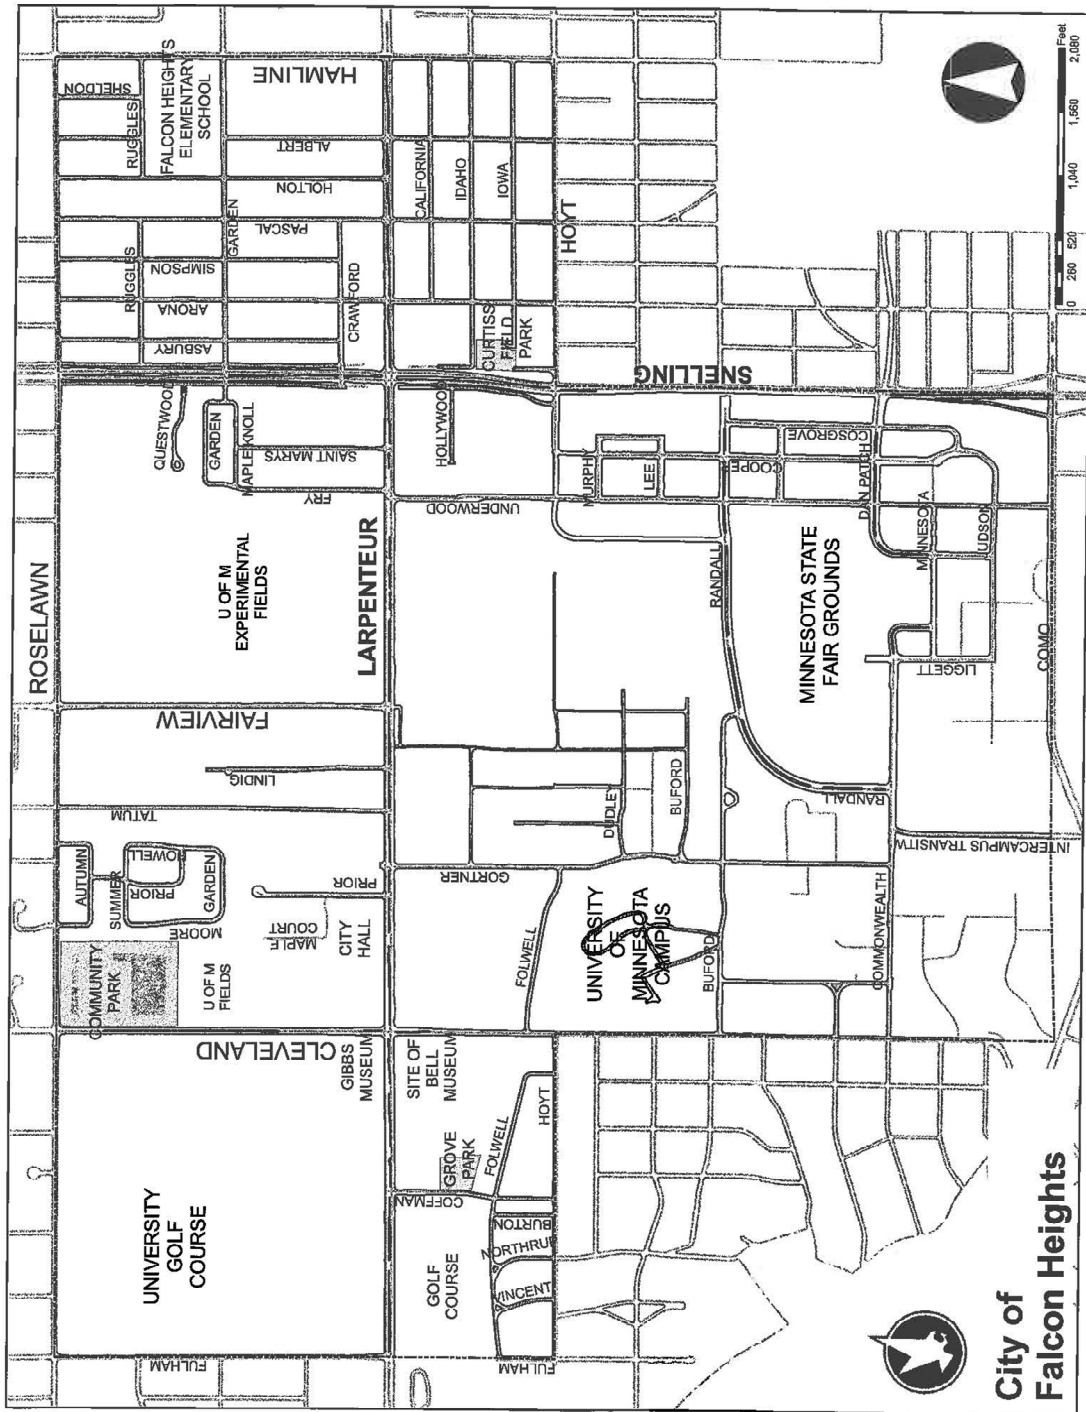 ROSELAWN
FULHAM
UNIVERSITY
GOLF
COURSE
CLEVELAND
GIBBS
MUSEUM
COMMUNITY
PARK
U OF M
FIELDS
AUTUMN
SUMMER
HOWELL
PRIOR
GARDEN
MOORE
MAPLE
COURT
CITY
HALL
PRIOR
TATUM
LINDIG
FAIRVIEW
U OF M
EXPERIMENTAL
FIELDS
QUESTWOOD
GARDEN
MAPLE KNOLL
SAINT MARYS
FRY
ASBURY
ARONA
SIMPSON
RUGGLES
RUGGLES
SHELDON
FALCON HEIGHTS
ELEMENTARY
SCHOOL
GARDEN
PASCAL
HOLTON
ALBERT
HAMLINE
CRAWFORD
LARPENTEUR
SITE OF
BELL
MUSEUM
GROVE
PARK
COFFMAN
GOLF
COURSE
FOLWELL
HOYT
BURTON
NORTHRUP
VINCENT
FULHAM
GORTNER
FOLWELL
UNIVERSITY
OF
MINNESOTA
CAMPUS
BUFORD
DUDLEY
BUFORD
UNDERWOOD
HOLLYWOOD
CURTISS
FIELD
PARK
CALIFORNIA
IDAHO
IOWA
HOYT
SNELLING
MURPHY
LEE
COOPER
COSGROVE
DAN PATCH
RANDALL
MINNESOTA STATE
FAIR GROUNDS
RANDALL
COMMONWEALTH
MINNESOTA
UDSON
LIGGETT
COMO
INTERCAMPUS TRANSITW
City of
Falcon Heights
0 260 520 1,040 1,560 2,080
Feet